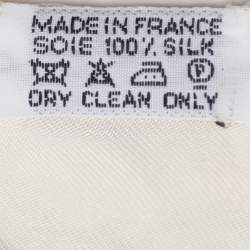 MADE IN FRANCE
SOIE 100% SILK
P
DRY CLEAN ONLY